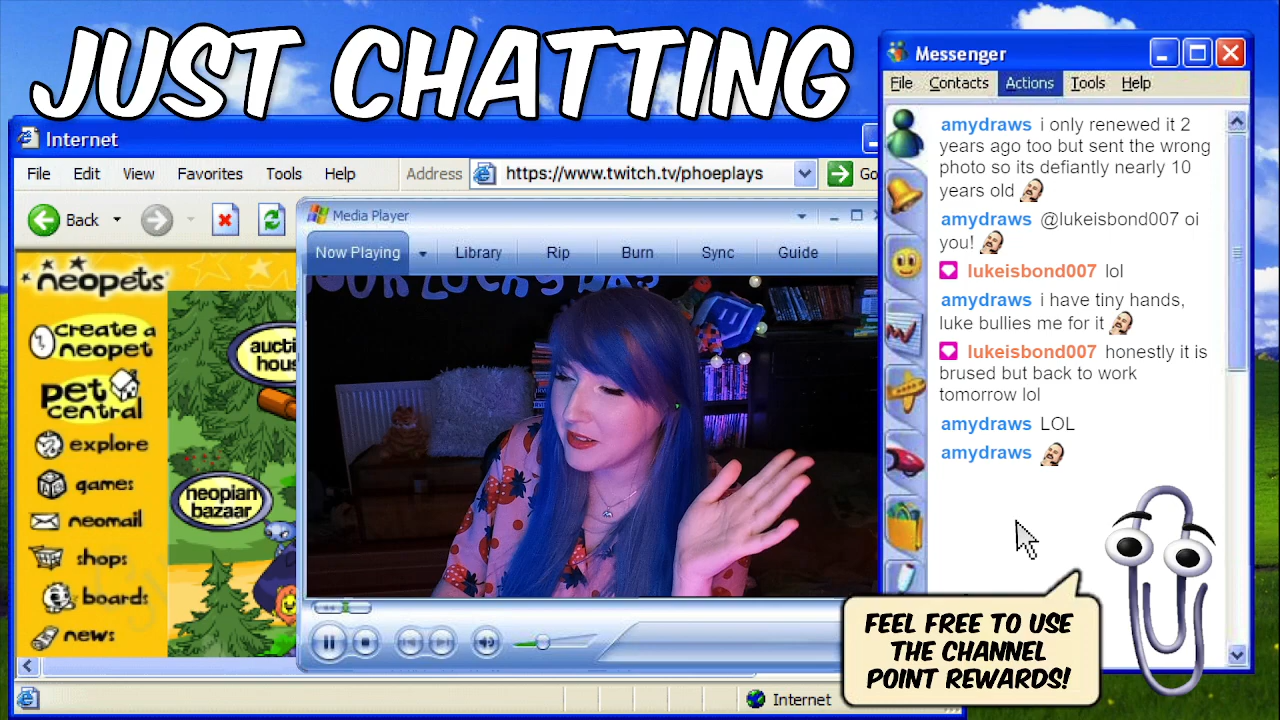 JUST CHATTING
Internet
File Edit View Favorites Tools Help Address https://www.twitch.tv/phoeplays Go
Back
neopets
create a
neopet
pet
central
explore
games
neomail
shops
boards
news
neopian
bazaar
Media Player
Now Playing Library Rip Burn Sync Guide
Internet
Messenger
File Contacts Actions Tools Help
amydraws i only renewed it 2
years ago too but sent the wrong
photo so its defiantly nearly 10
years old
amydraws @lukeisbond007 oi
you!
lukeisbond007 lol
amydraws i have tiny hands,
luke bullies me for it
lukeisbond007 honestly it is
brused but back to work
tomorrow lol
amydraws LOL
amydraws
FEEL FREE TO USE
THE CHANNEL
POINT REWARDS!